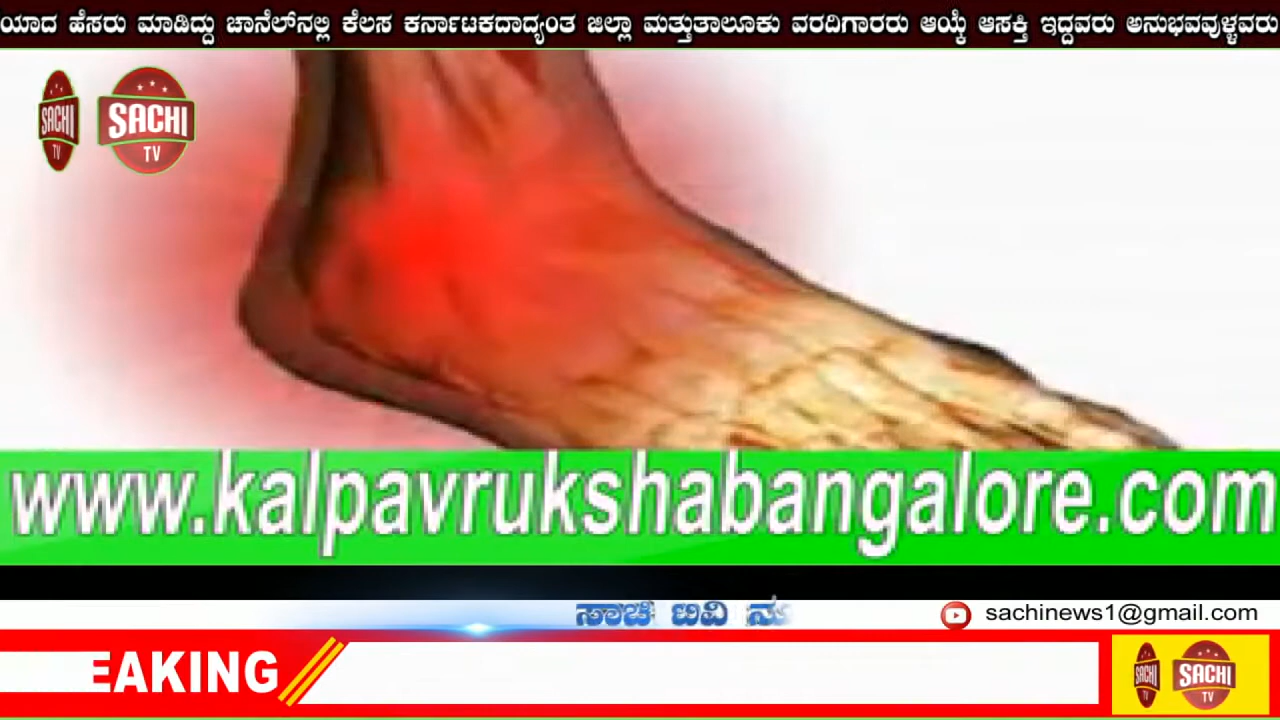 ಯಾದ ಹೆಸರು ಮಾಡಿದ್ದು ಚಾನೆಲ್‌ನಲ್ಲಿ ಕೆಲಸ ಕರ್ನಾಟಕದಾದ್ಯಂತ ಜಿಲ್ಲಾ ಮತ್ತುತಾಲೂಕು ವರದಿಗಾರರು ಆಯ್ಕೆ ಆಸಕ್ತಿ ಇದ್ದವರು ಅನುಭವವುಳ್ಳವರು
SACHI TV
SACHI TV
www.kalpavrukshabangalore.com
ಸಾಚಿ ಟಿವಿ
sachinews1@gmail.com
EAKING
SACHI TV
SACHI TV